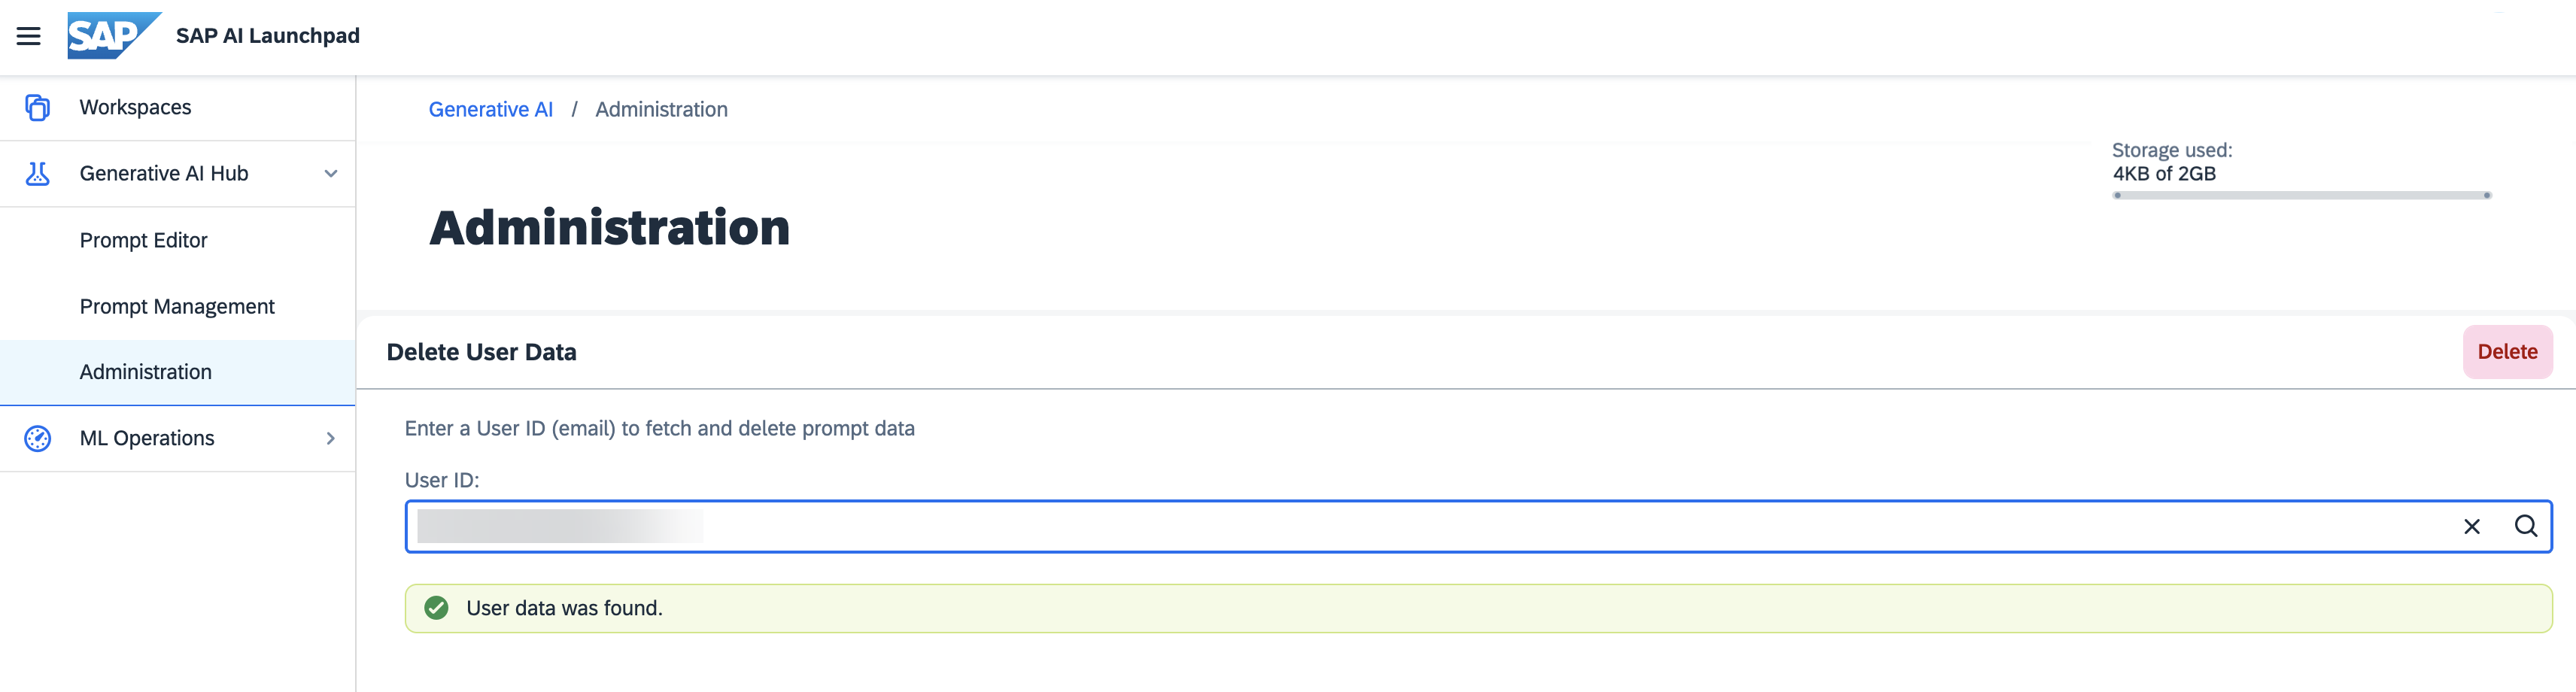 SAP SAP AI Launchpad
Workspaces
Generative AI Hub
Prompt Editor
Prompt Management
Administration
ML Operations
Generative AI / Administration
Storage used:
4KB of 2GB
Administration
Delete User Data
Delete
Enter a User ID (email) to fetch and delete prompt data
User ID:
User data was found.